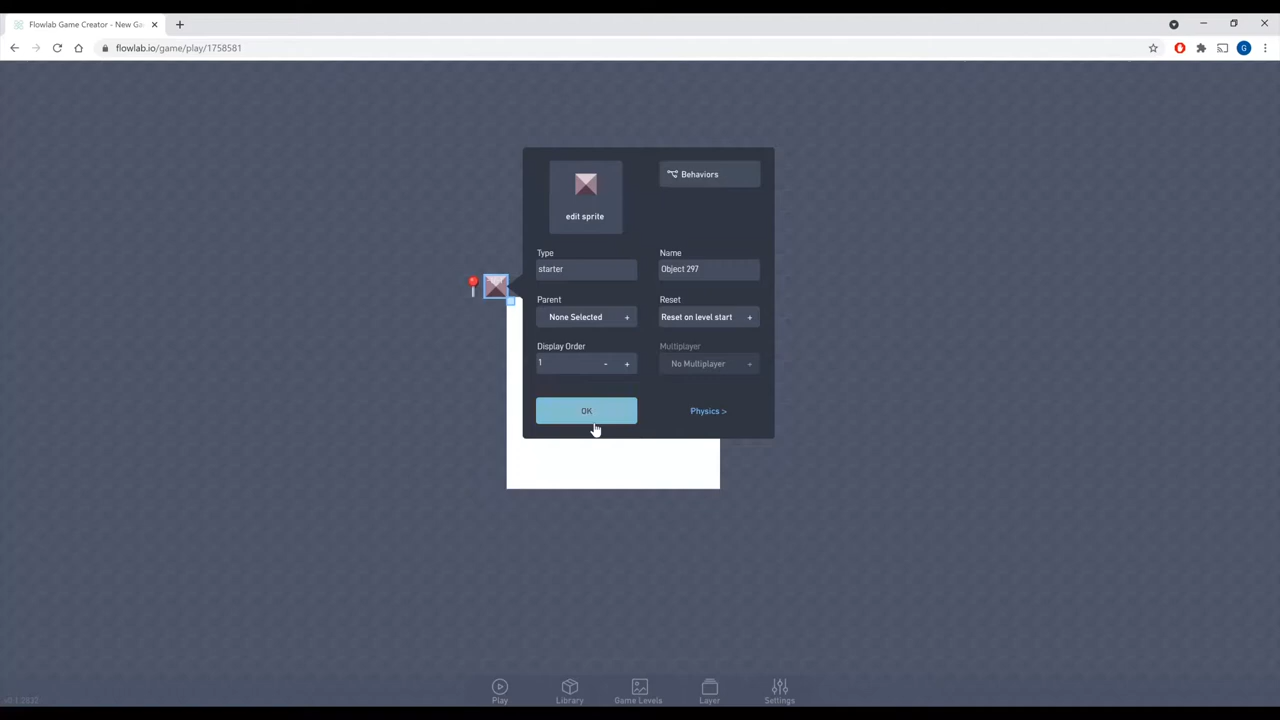 Flowlab Game Creator - New Ga
flowlab.io/game/play/1758581
G
Behaviors
edit sprite
Type
Name
starter
Object 297
Parent
Reset
None Selected +
Reset on level start +
Display Order
Multiplayer
1 - +
No Multiplayer +
OK
Physics >
Play
Library
Game Levels
Layer
Settings